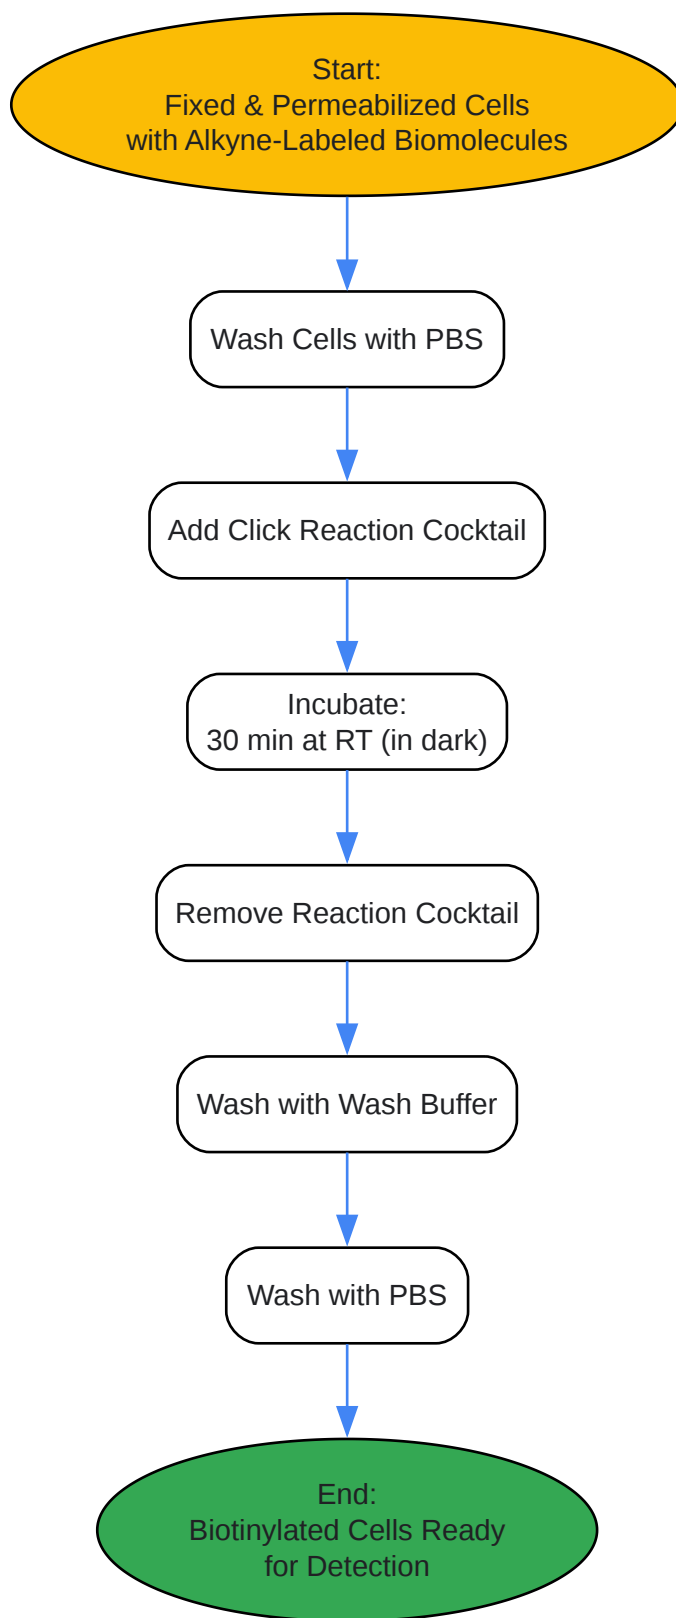 Start:
Fixed & Permeabilized Cells
with Alkyne-Labeled Biomolecules
Wash Cells with PBS
Add Click Reaction Cocktail
Incubate:
30 min at RT (in dark)
Remove Reaction Cocktail
Wash with Wash Buffer
Wash with PBS
End:
Biotinylated Cells Ready
for Detection